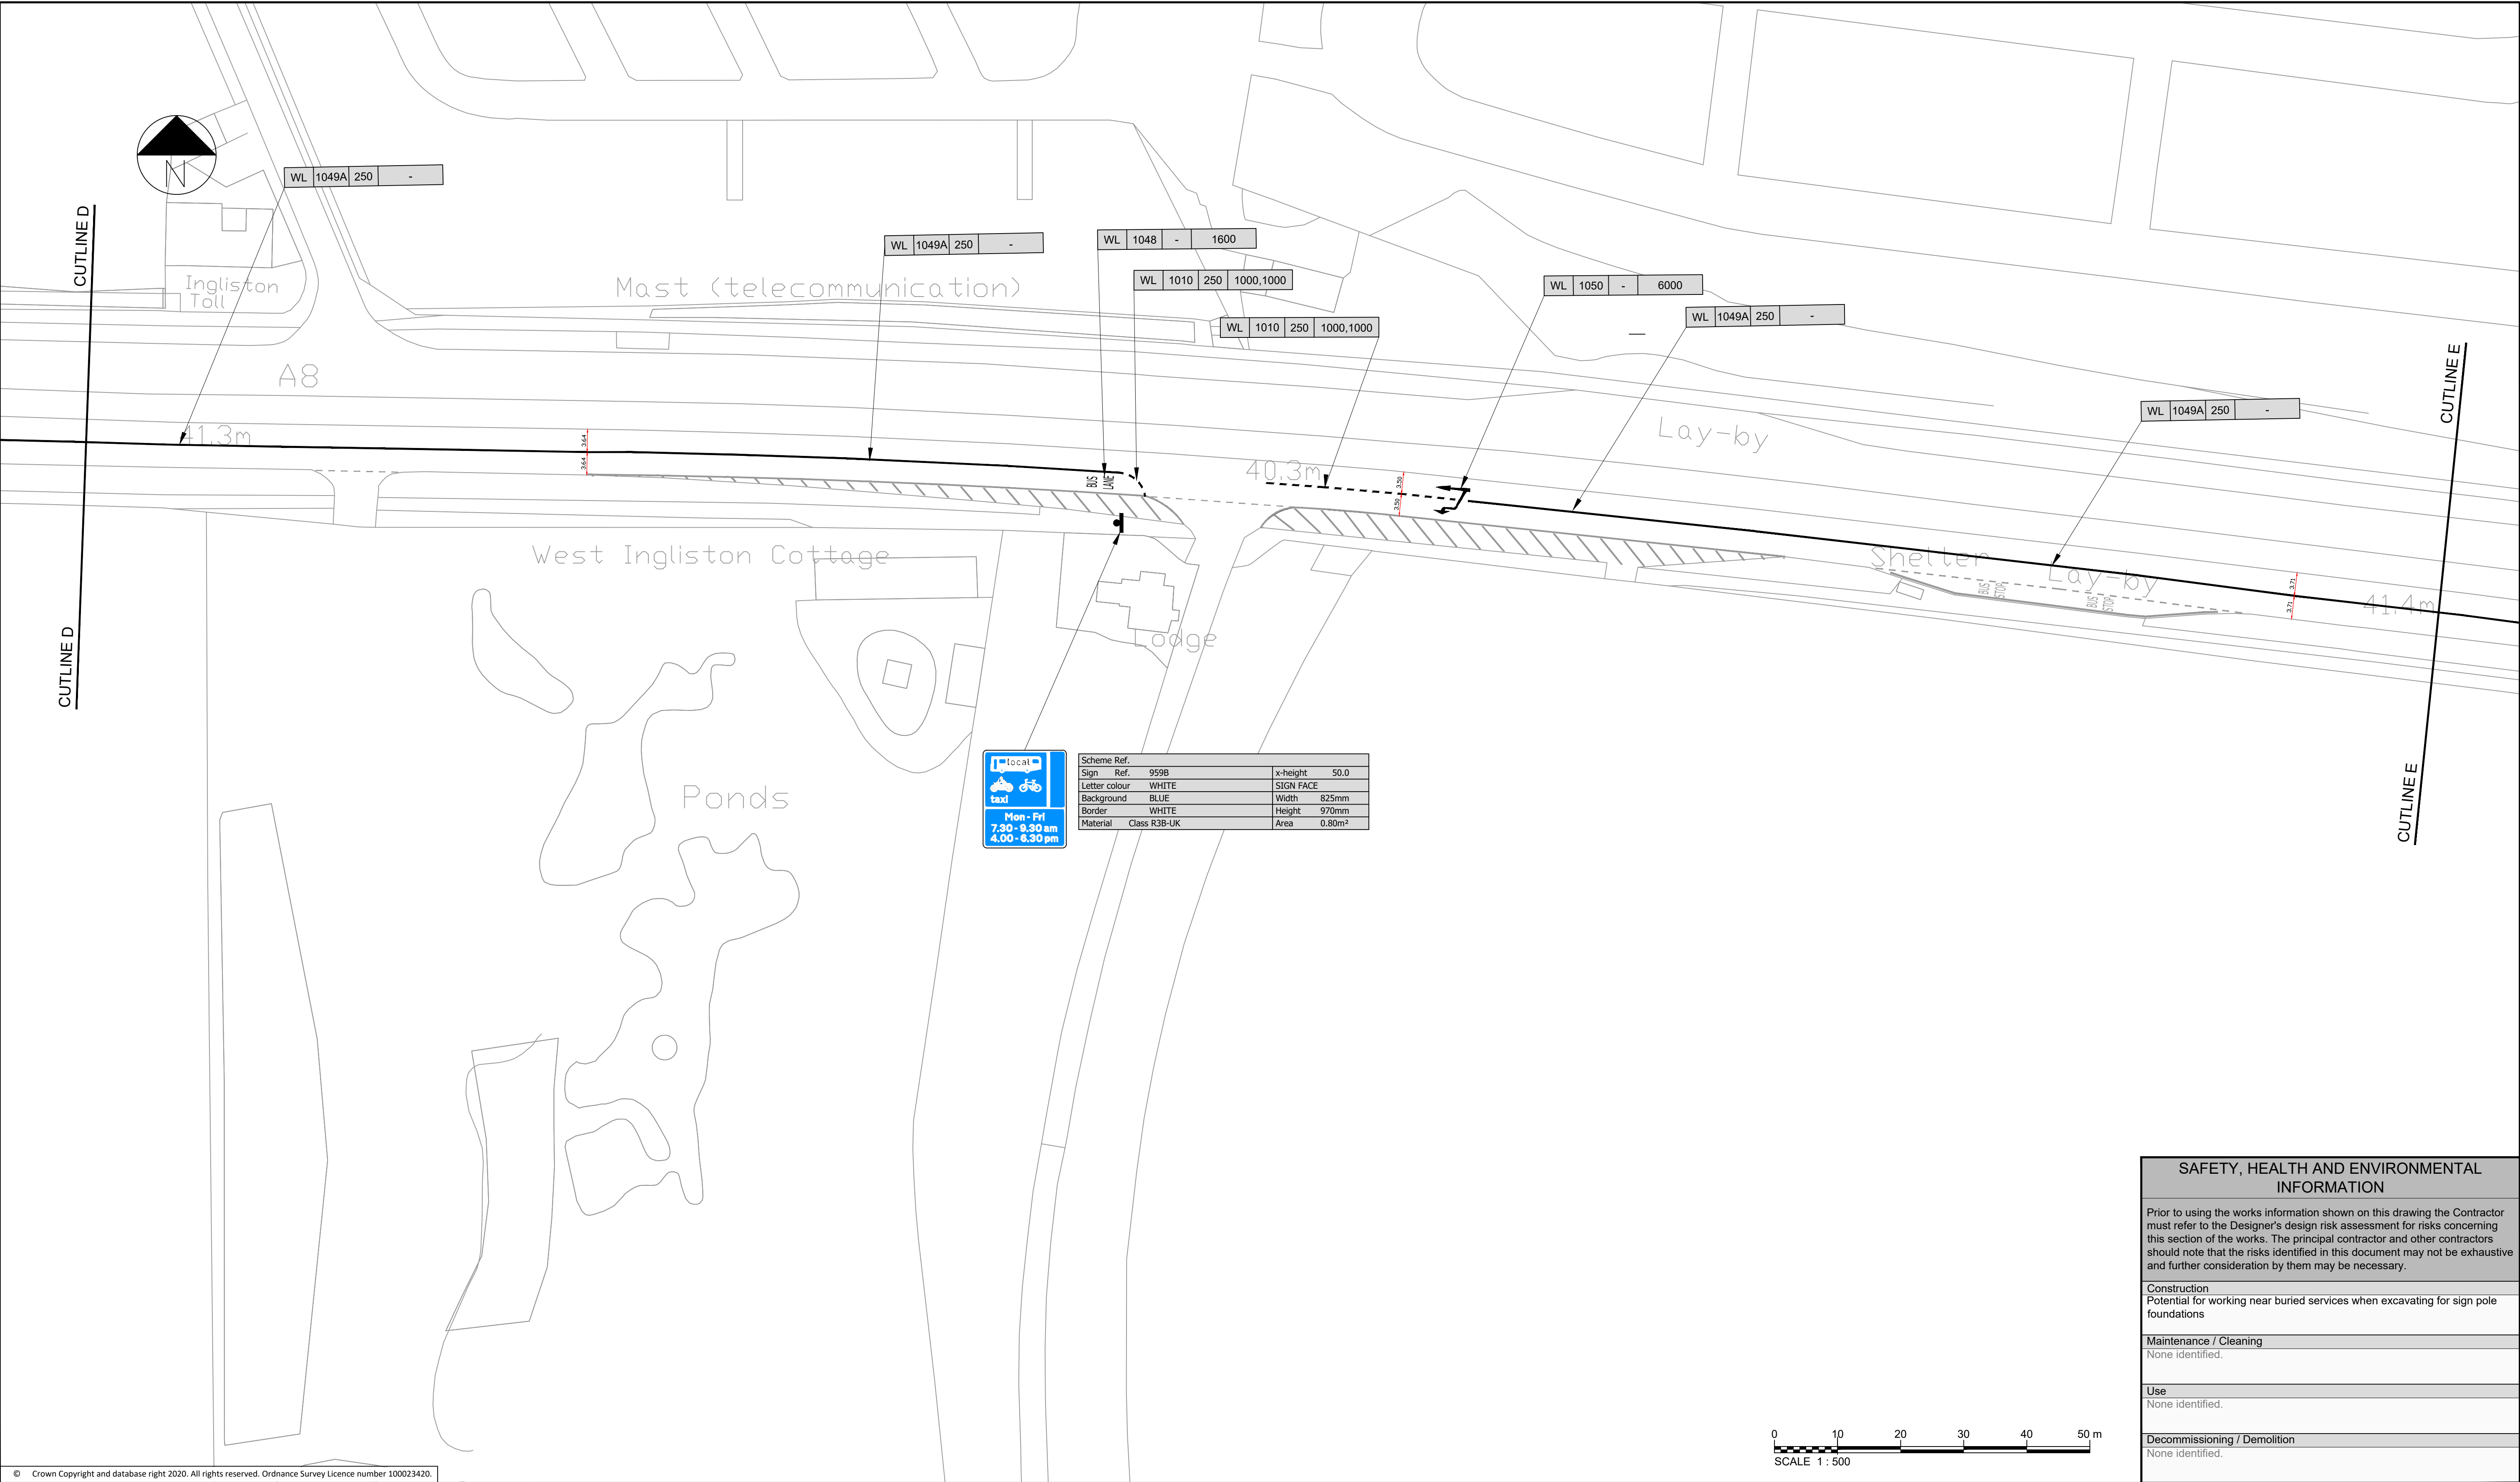 N
WL 1049A 250 -
CUTLINE D
CUTLINE D
Ingliston
Toll
A8
41.3m
Mast (telecommunication)
WL 1049A 250 -
WL 1048 - 1600
WL 1010 250 1000,1000
WL 1010 250 1000,1000
WL 1050 - 6000
WL 1049A 250 -
WL 1049A 250 -
CUTLINE E
CUTLINE E
Lay-by
40.3m
3.64
3.64
3.50
3.50
3.71
3.71
BUS
LANE
Shelter
Lay-by
BUS
STOP
BUS
STOP
41.4m
West Ingliston Cottage
Lodge
Ponds
local
taxi
Mon - Fri
7.30 - 9.30 am
4.00 - 6.30 pm
Scheme Ref.
Sign Ref. 959B x-height 50.0
Letter colour WHITE SIGN FACE
Background BLUE Width 825mm
Border WHITE Height 970mm
Material Class R3B-UK Area 0.80m²
SAFETY, HEALTH AND ENVIRONMENTAL
INFORMATION
Prior to using the works information shown on this drawing the Contractor
must refer to the Designer's design risk assessment for risks concerning
this section of the works. The principal contractor and other contractors
should note that the risks identified in this document may not be exhaustive
and further consideration by them may be necessary.
Construction
Potential for working near buried services when excavating for sign pole
foundations
Maintenance / Cleaning
None identified.
Use
None identified.
Decommissioning / Demolition
None identified.
0 10 20 30 40 50 m
SCALE 1 : 500
© Crown Copyright and database right 2020. All rights reserved. Ordnance Survey Licence number 100023420.